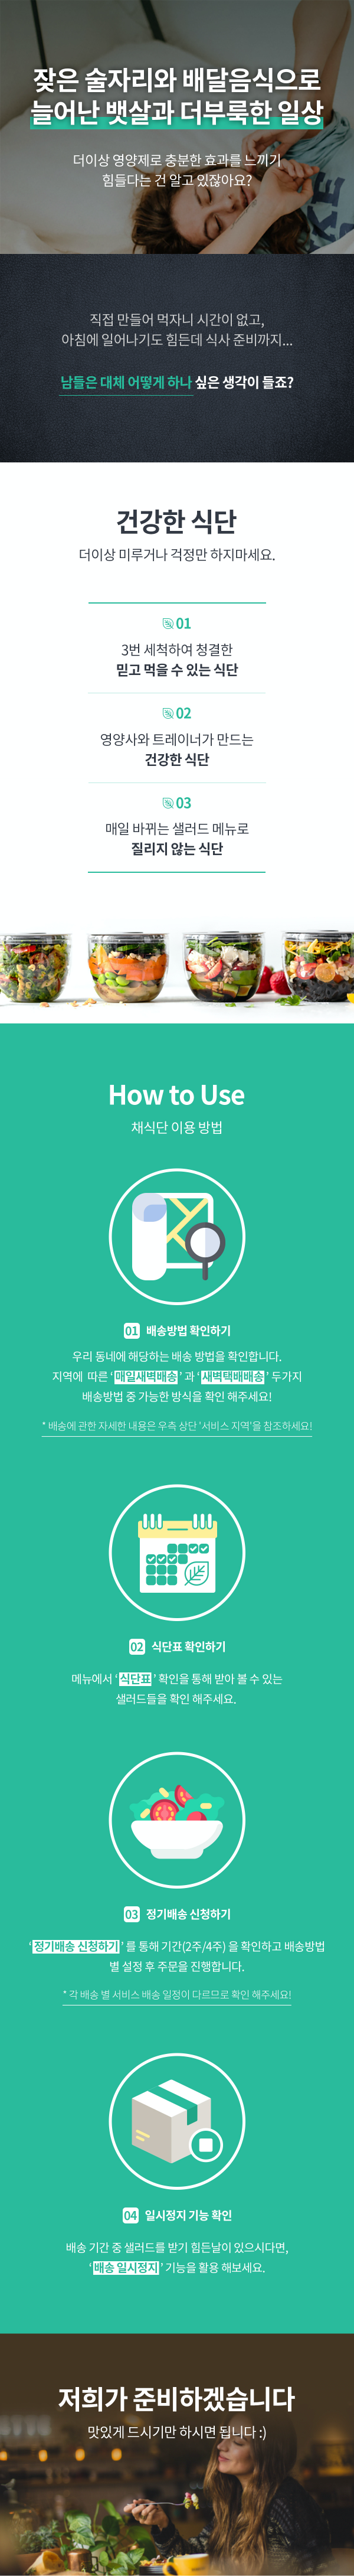 잦은 술자리와 배달음식으로
늘어난 뱃살과 더부룩한 일상
더이상 영양제로 충분한 효과를 느끼기
힘들다는 건 알고 있잖아요?
직접 만들어 먹자니 시간이 없고,
아침에 일어나기도 힘든데 식사 준비까지...
남들은 대체 어떻게 하나 싶은 생각이 들죠?
건강한 식단
더이상 미루거나 걱정만 하지마세요.
01
3번 세척하여 청결한
믿고 먹을 수 있는 식단
02
영양사와 트레이너가 만드는
건강한 식단
03
매일 바뀌는 샐러드 메뉴로
질리지 않는 식단
How to Use
채식단 이용 방법
01 배송방법 확인하기
우리 동네에 해당하는 배송 방법을 확인합니다.
지역에 따른 ‘매일새벽배송’ 과 ‘새벽택배배송’ 두가지
배송방법 중 가능한 방식을 확인 해주세요!
* 배송에 관한 자세한 내용은 우측 상단 '서비스 지역'을 참조하세요!
02 식단표 확인하기
메뉴에서 ‘식단표’ 확인을 통해 받아 볼 수 있는
샐러드들을 확인 해주세요.
03 정기배송 신청하기
‘정기배송 신청하기’ 를 통해 기간(2주/4주) 을 확인하고 배송방법
별 설정 후 주문을 진행합니다.
* 각 배송 별 서비스 배송 일정이 다르므로 확인 해주세요!
04 일시정지 기능 확인
배송 기간 중 샐러드를 받기 힘든날이 있으시다면,
‘배송 일시정지’ 기능을 활용 해보세요.
저희가 준비하겠습니다
맛있게 드시기만 하시면 됩니다 :)